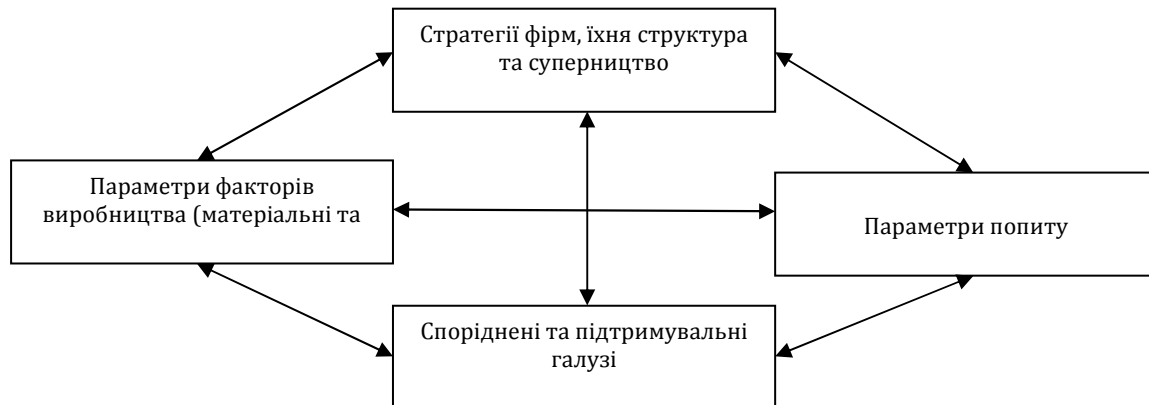 Стратегії фірм, їхня структура
та суперництво
Параметри факторів
виробництва (матеріальні та
Параметри попиту
Споріднені та підтримувальні
галузі